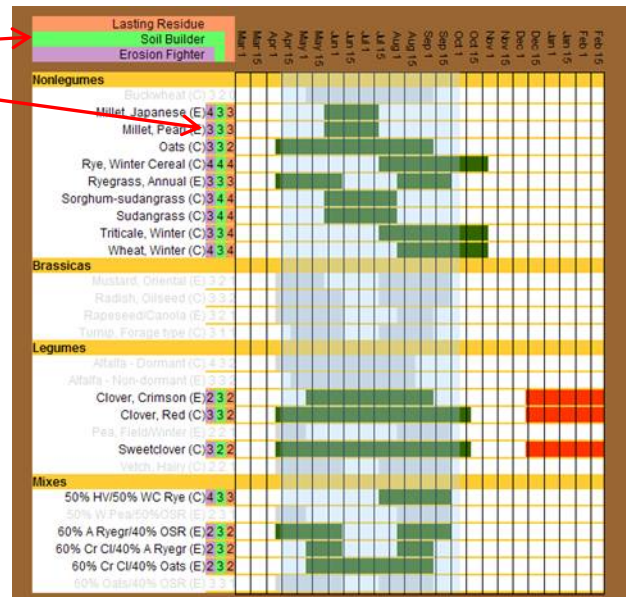 Lasting Residue
Soil Builder
Erosion Fighter
Mar 1 Mar 15 Apr 1 Apr 15 May 1 May 15 Jun 1 Jun 15 Jul 1 Jul 15 Aug 1 Aug 15 Sep 1 Sep 15 Oct 1 Oct 15 Nov 1 Nov 15 Dec 1 Dec 15 Jan 1 Jan 15 Feb 1 Feb 15
Nonlegumes
Buckwheat (C) 3 2 0
Millet, Japanese (E) 4 3 3
Millet, Pearl (E) 3 3 3
Oats (C) 3 3 2
Rye, Winter Cereal (C) 4 4 4
Ryegrass, Annual (E) 3 3 3
Sorghum-sudangrass (C) 3 4 4
Sudangrass (C) 3 4 4
Triticale, Winter (C) 3 4 4
Wheat, Winter (C) 4 3 4
Brassicas
Mustard, Oriental (E) 3 2 1
Radish, Oilseed (C) 3 3 2
Rapeseed/Canola (E) 3 2 1
Turnip, Forage type (C) 3 1 1
Legumes
Alfalfa - Dormant (C) 4 3 2
Alfalfa - Non-dormant (E) 3 3 2
Clover, Crimson (E) 2 3 2
Clover, Red (C) 3 3 2
Pea, Field/Winter (E) 2 2 1
Sweetclover (C) 3 2 2
Vetch, Hairy (C) 2 2 1
Mixes
50% HV/50% WC Rye (C) 4 3 3
50% W.Pea/50%OSR (E) 2 3 1
60% A Ryegr/40% OSR (E) 2 3 2
60% Cr Cl/40% A Ryegr (E) 2 3 2
60% Cr Cl/40% Oats (E) 2 3 2
60% Oats/40% OSR (E) 3 3 1